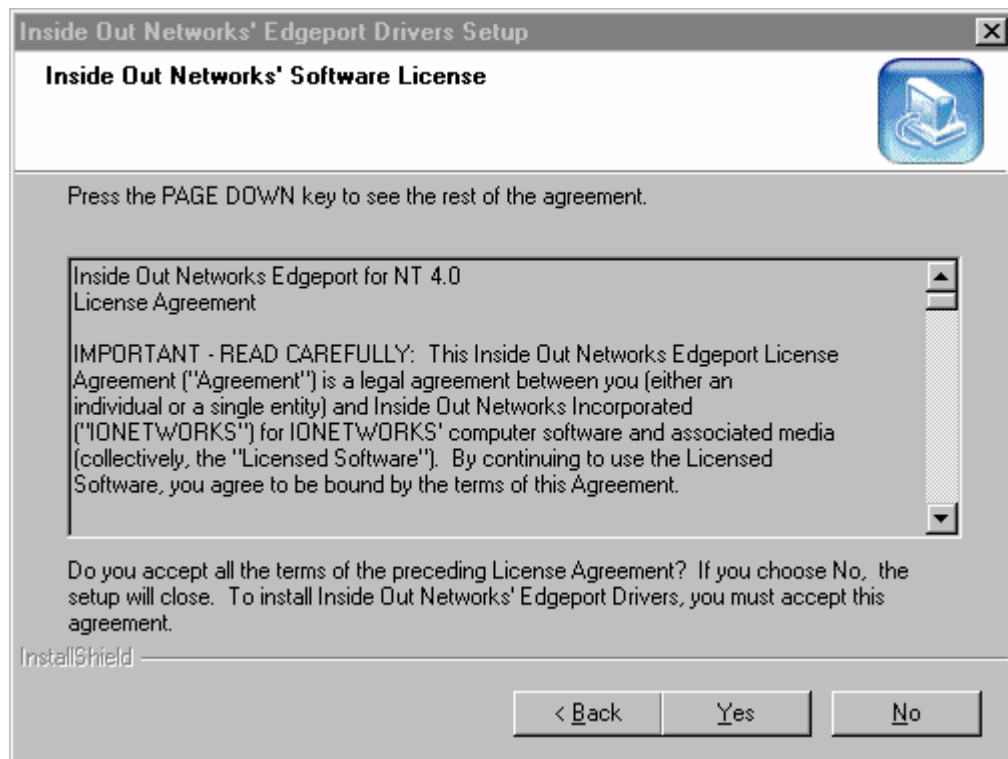 Inside Out Networks' Edgeport Drivers Setup
Inside Out Networks' Software License
Press the PAGE DOWN key to see the rest of the agreement.
Inside Out Networks Edgeport for NT 4.0
License Agreement
IMPORTANT - READ CAREFULLY:  This Inside Out Networks Edgeport License
Agreement ("Agreement") is a legal agreement between you (either an
individual or a single entity) and Inside Out Networks Incorporated
("IONETWORKS") for IONETWORKS' computer software and associated media
(collectively, the "Licensed Software").  By continuing to use the Licensed
Software, you agree to be bound by the terms of this Agreement.
Do you accept all the terms of the preceding License Agreement?  If you choose No,  the
setup will close.  To install Inside Out Networks' Edgeport Drivers, you must accept this
agreement.
InstallShield
< Back
Yes
No